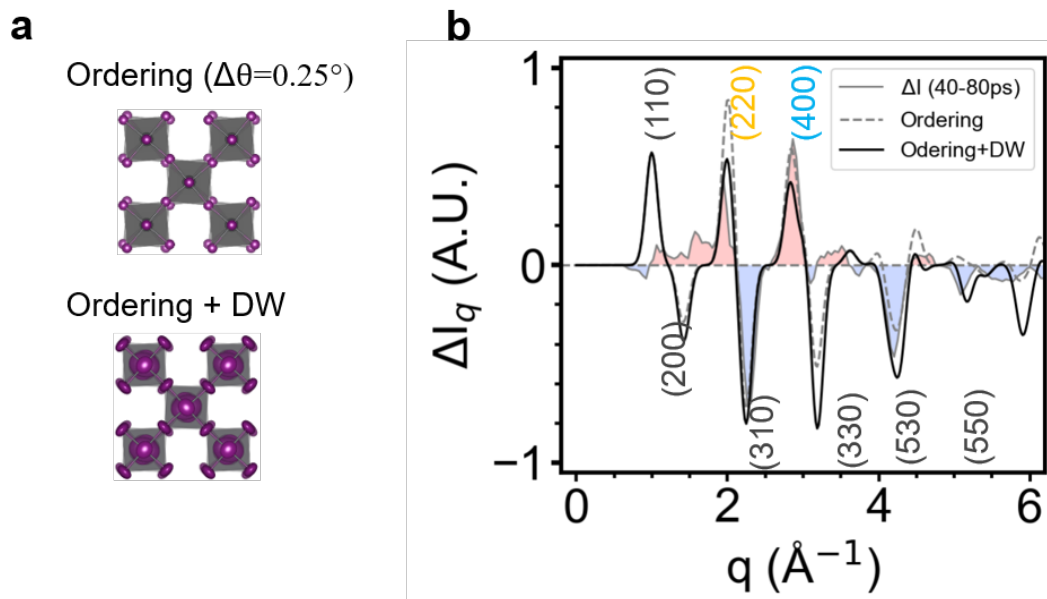 a
Ordering (Δθ=0.25°)
Ordering + DW
b
ΔI (40-80ps)
Ordering
Odering+DW
(110)
(220)
(400)
(200)
(310)
(330)
(530)
(550)
1
0
−1
ΔIq (A.U.)
0
2
4
6
q (Å⁻¹)